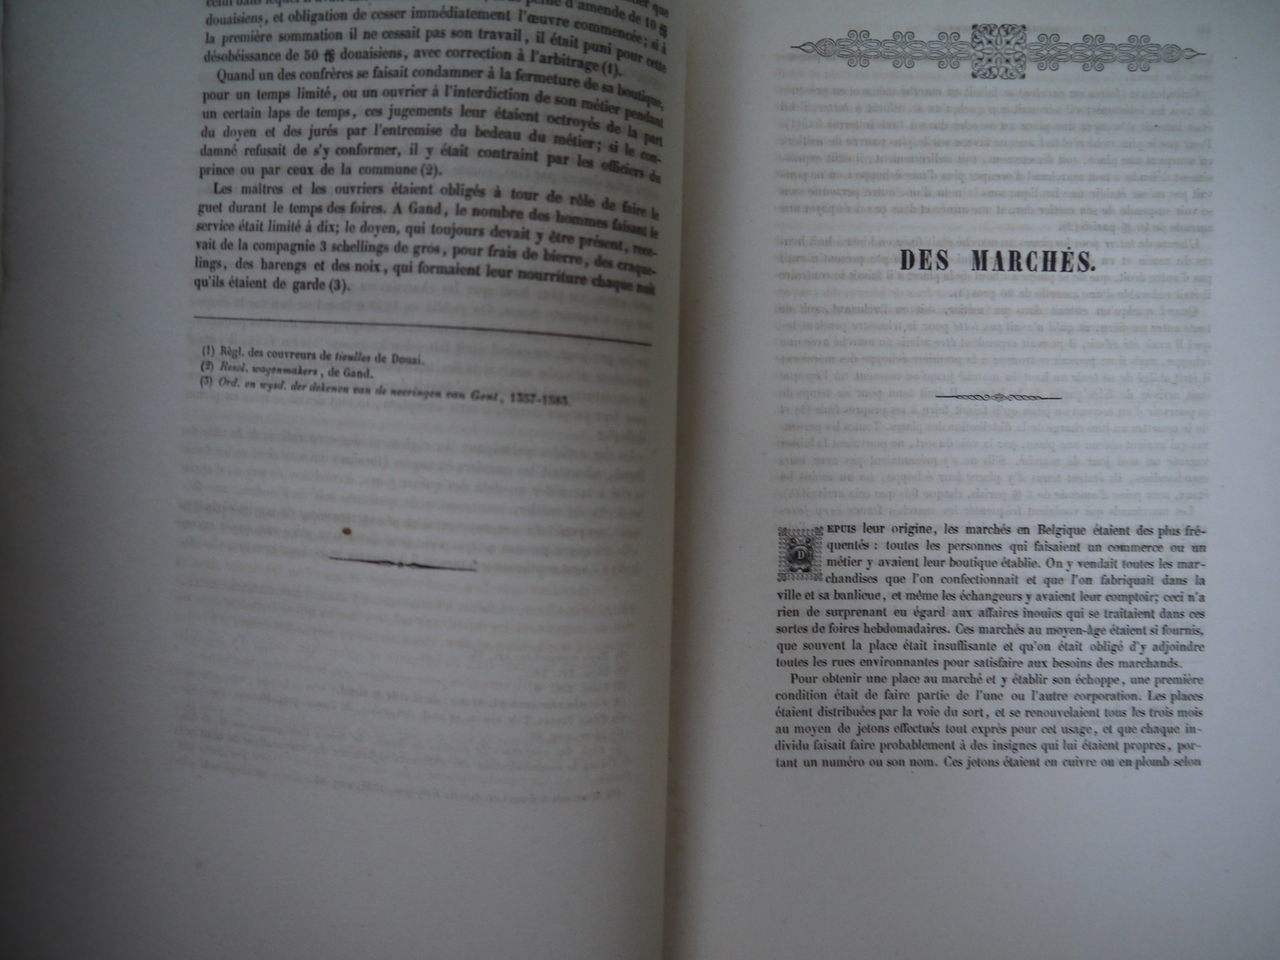 douaisiens, et obligation de cesser immédiatement l'œuvre commencée; si à
la première sommation il ne cessait pas son travail, il était puni pour cette
désobéissance de 50 ₶ douaisiens, avec correction à l'arbitrage (1).
Quand un des confrères se faisait condamner à la fermeture de sa boutique,
pour un temps limité, ou un ouvrier à l'interdiction de son métier pendant
un certain laps de temps, ces jugements leur étaient octroyés de la part
du doyen et des jurés par l'entremise du bedeau du métier; si le con-
damné refusait de s'y conformer, il y était contraint par les officiers du
prince ou par ceux de la commune (2).
Les maîtres et les ouvriers étaient obligés à tour de rôle de faire le
guet durant le temps des foires. A Gand, le nombre des hommes faisant le
service était limité à dix; le doyen, qui toujours devait y être présent, rece-
vait de la compagnie 3 schellings de gros, pour frais de bierre, des craque-
lings, des harengs et des noix, qui formaient leur nourriture chaque nuit
qu'ils étaient de garde (3).
(1) Règl. des couvreurs de tieulles de Douai.
(2) Resol. wagenmakers, de Gand.
(3) Ord. en wysd. der dekenen van de neeringen van Gent, 1557-1583.
DES MARCHÉS.
DEPUIS leur origine, les marchés en Belgique étaient des plus fré-
quentés : toutes les personnes qui faisaient un commerce ou un
métier y avaient leur boutique établie. On y vendait toutes les mar-
chandises que l'on confectionnait et que l'on fabriquait dans la
ville et sa banlieue, et même les échangeurs y avaient leur comptoir; ceci n'a
rien de surprenant eu égard aux affaires inouies qui se traitaient dans ces
sortes de foires hebdomadaires. Ces marchés au moyen-âge étaient si fournis,
que souvent la place était insuffisante et qu'on était obligé d'y adjoindre
toutes les rues environnantes pour satisfaire aux besoins des marchands.
Pour obtenir une place au marché et y établir son échoppe, une première
condition était de faire partie de l'une ou l'autre corporation. Les places
étaient distribuées par la voie du sort, et se renouvelaient tous les trois mois
au moyen de jetons effectués tout exprès pour cet usage, et que chaque in-
dividu faisait faire probablement à des insignes qui lui étaient propres, por-
tant un numéro ou son nom. Ces jetons étaient en cuivre ou en plomb selon